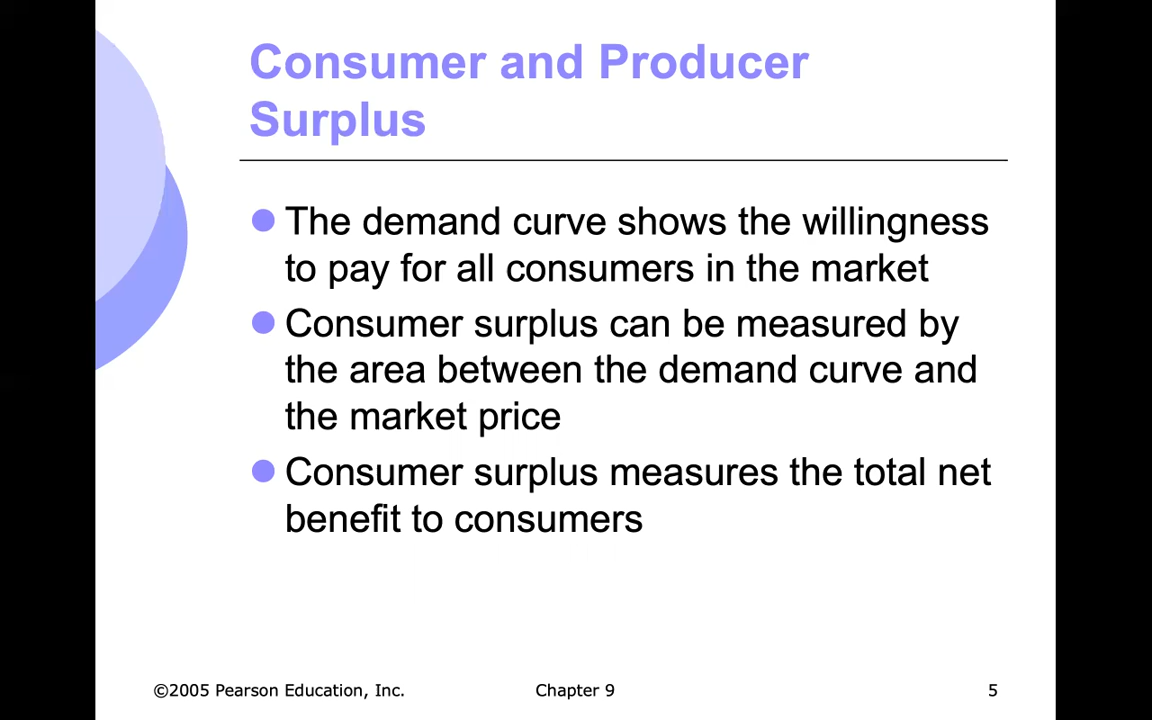 Consumer and Producer
Surplus
The demand curve shows the willingness
to pay for all consumers in the market
Consumer surplus can be measured by
the area between the demand curve and
the market price
Consumer surplus measures the total net
benefit to consumers
©2005 Pearson Education, Inc.
Chapter 9
5